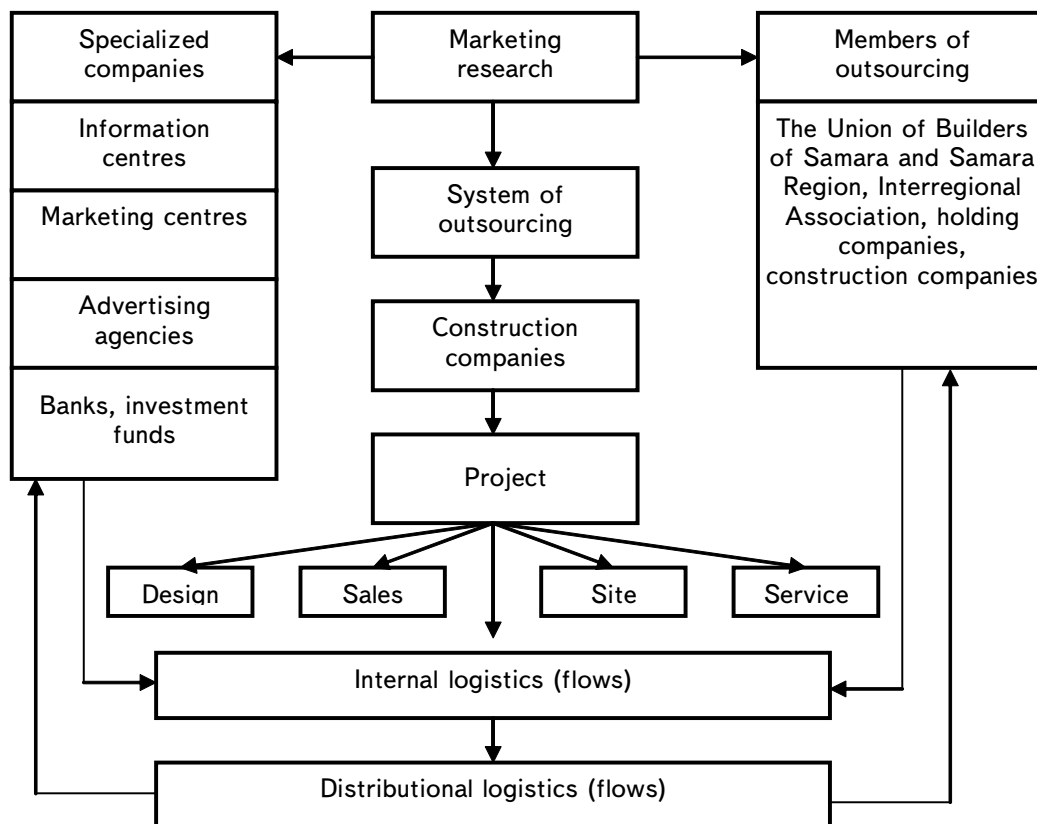 Specialized
companies
Marketing
research
Members of
outsourcing
Information
centres
The Union of Builders
of Samara and Samara
Region, Interregional
Association, holding
companies,
construction companies
System of
outsourcing
Marketing centres
Advertising
agencies
Construction
companies
Banks, investment
funds
Project
Design
Sales
Site
Service
Internal logistics (flows)
Distributional logistics (flows)